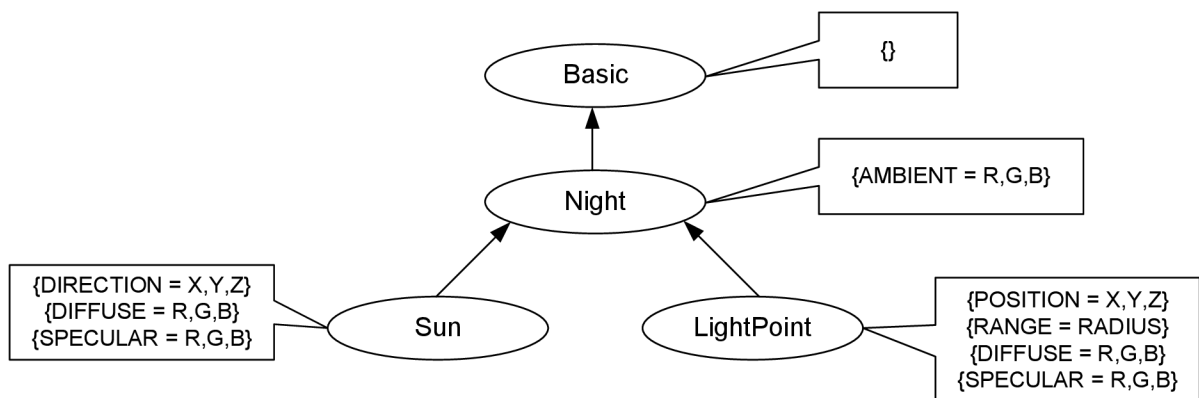 Basic
{}
Night
{AMBIENT = R,G,B}
{DIRECTION = X,Y,Z}
{DIFFUSE = R,G,B}
{SPECULAR = R,G,B}
Sun
LightPoint
{POSITION = X,Y,Z}
{RANGE = RADIUS}
{DIFFUSE = R,G,B}
{SPECULAR = R,G,B}